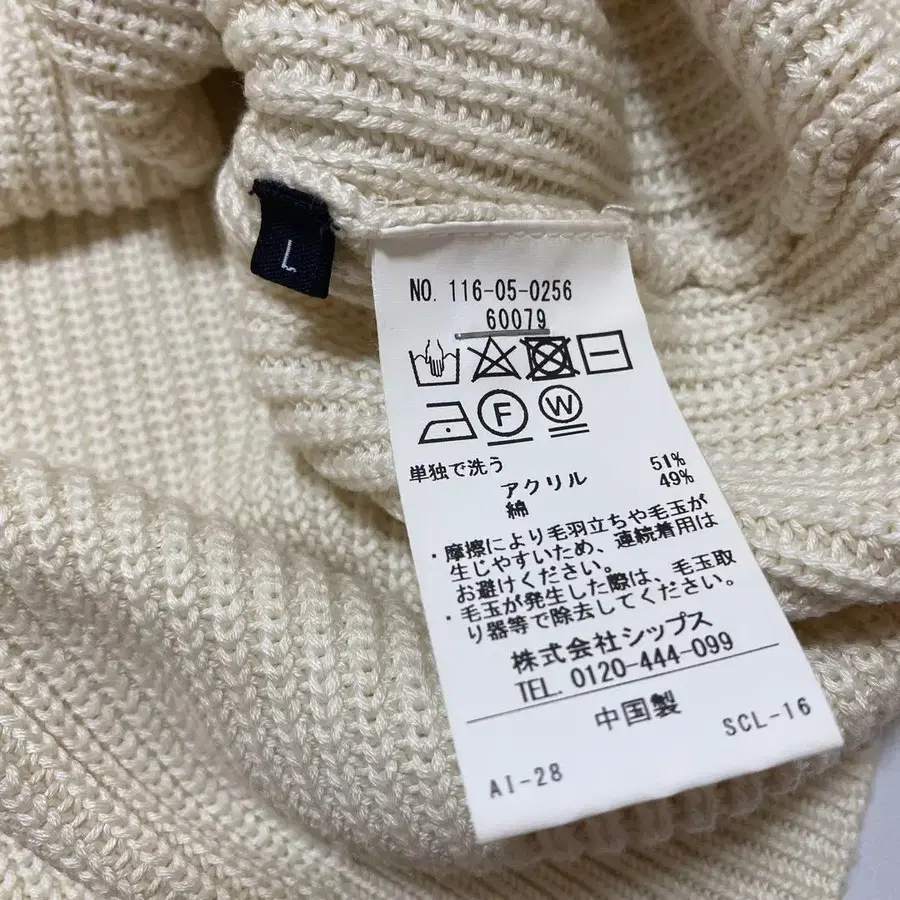 L
NO. 116-05-0256
60079
F W
単独で洗う
アクリル 51%
綿 49%
・摩擦により毛羽立ちや毛玉が
生じやすいため、連続着用は
お避けください。
・毛玉が発生した際は、毛玉取
り器等で除去してください。
株式会社シップス
TEL. 0120-444-099
中国製
SCL-16
AI-28